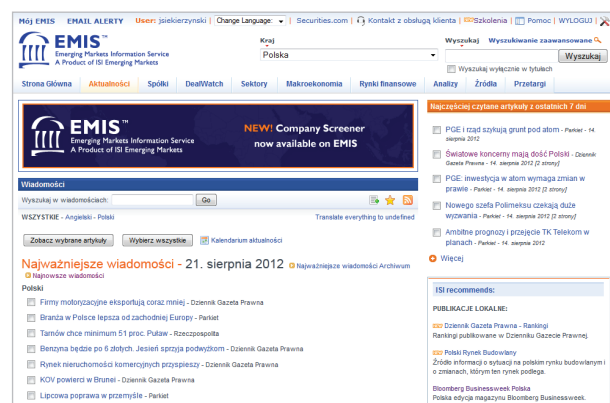 Mój EMIS EMAIL ALERTY User: jsiekierzynski | Change Language: | Securities.com | Kontakt z obsługą klienta | Szkolenia | Pomoc | WYLOGUJ |
EMIS™
Emerging Markets Information Service
A Product of ISI Emerging Markets
Kraj
Polska
Wyszukaj Wyszukiwanie zaawansowane
Wyszukaj
Wyszukaj wyłącznie w tytułach
Strona Główna Aktualności Spółki DealWatch Sektory Makroekonomia Rynki finansowe Analizy Źródła Przetargi
EMIS™
Emerging Markets Information Service
A Product of ISI Emerging Markets
NEW! Company Screener
now available on EMIS
Wiadomości
Wyszukaj w wiadomościach: Go
WSZYSTKIE - Angielski - Polski Translate everything to undefined
Zobacz wybrane artykuły Wybierz wszystkie Kalendarium aktualności
Najważniejsze wiadomości - 21. sierpnia 2012 Najważniejsze wiadomości Archiwum
Najnowsze wiadomości
Polski
Firmy motoryzacyjne eksportują coraz mniej - Dziennik Gazeta Prawna
Branża w Polsce lepsza od zachodniej Europy - Parkiet
Tarnów chce minimum 51 proc. Puław - Rzeczpospolita
Benzyna będzie po 6 złotych. Jesień sprzyja podwyżkom - Dziennik Gazeta Prawna
Rynek nieruchomości komercyjnych przyspieszy - Dziennik Gazeta Prawna
KOV powierci w Brunei - Dziennik Gazeta Prawna
Lipcowa poprawa w przemyśle - Parkiet
Najczęściej czytane artykuły z ostatnich 7 dni
PGE i rząd szykują grunt pod atom - Parkiet - 14.
sierpnia 2012
Światowe koncerny mają dość Polski - Dziennik
Gazeta Prawna - 14. sierpnia 2012 [2 strony]
PGE: inwestycja w atom wymaga zmian w
prawie - Parkiet - 14. sierpnia 2012 [2 strony]
Nowego szefa Polimeksu czekają duże
wyzwania - Parkiet - 14. sierpnia 2012 [2 strony]
Ambitne prognozy i przejęcie TK Telekom w
planach - Parkiet - 14. sierpnia 2012
Więcej
ISI recommends:
PUBLIKACJE LOKALNE:
Dziennik Gazeta Prawna - Rankingi
Rankingi publikowane w Dzienniku Gazecie Prawnej.
Polski Rynek Budowlany
Źródło informacji o sytuacji na polskim rynku budowlanym i
o zmianach, którym ten rynek podlega.
Bloomberg Businessweek Polska
Polska edycja magazynu Bloomberg Businessweek.